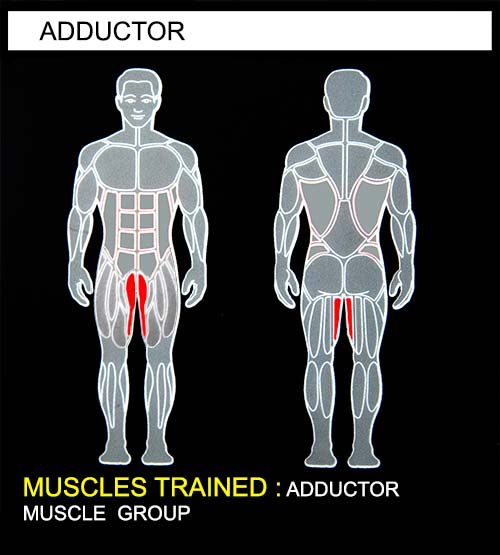 ADDUCTOR
MUSCLES TRAINED : ADDUCTOR
MUSCLE GROUP